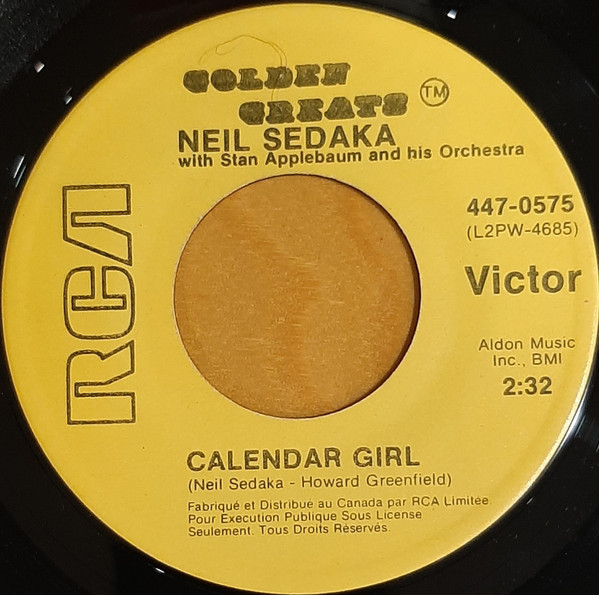 GOLDEN
GREATS TM
NEIL SEDAKA
with Stan Applebaum and his Orchestra
RCA
447-0575
(L2PW-4685)
Victor
Aldon Music
Inc., BMI
2:32
CALENDAR GIRL
(Neil Sedaka - Howard Greenfield)
Fabriqué et Distribué au Canada par RCA Limitée
Pour Execution Publique Sous License
Seulement. Tous Droits Réservés.